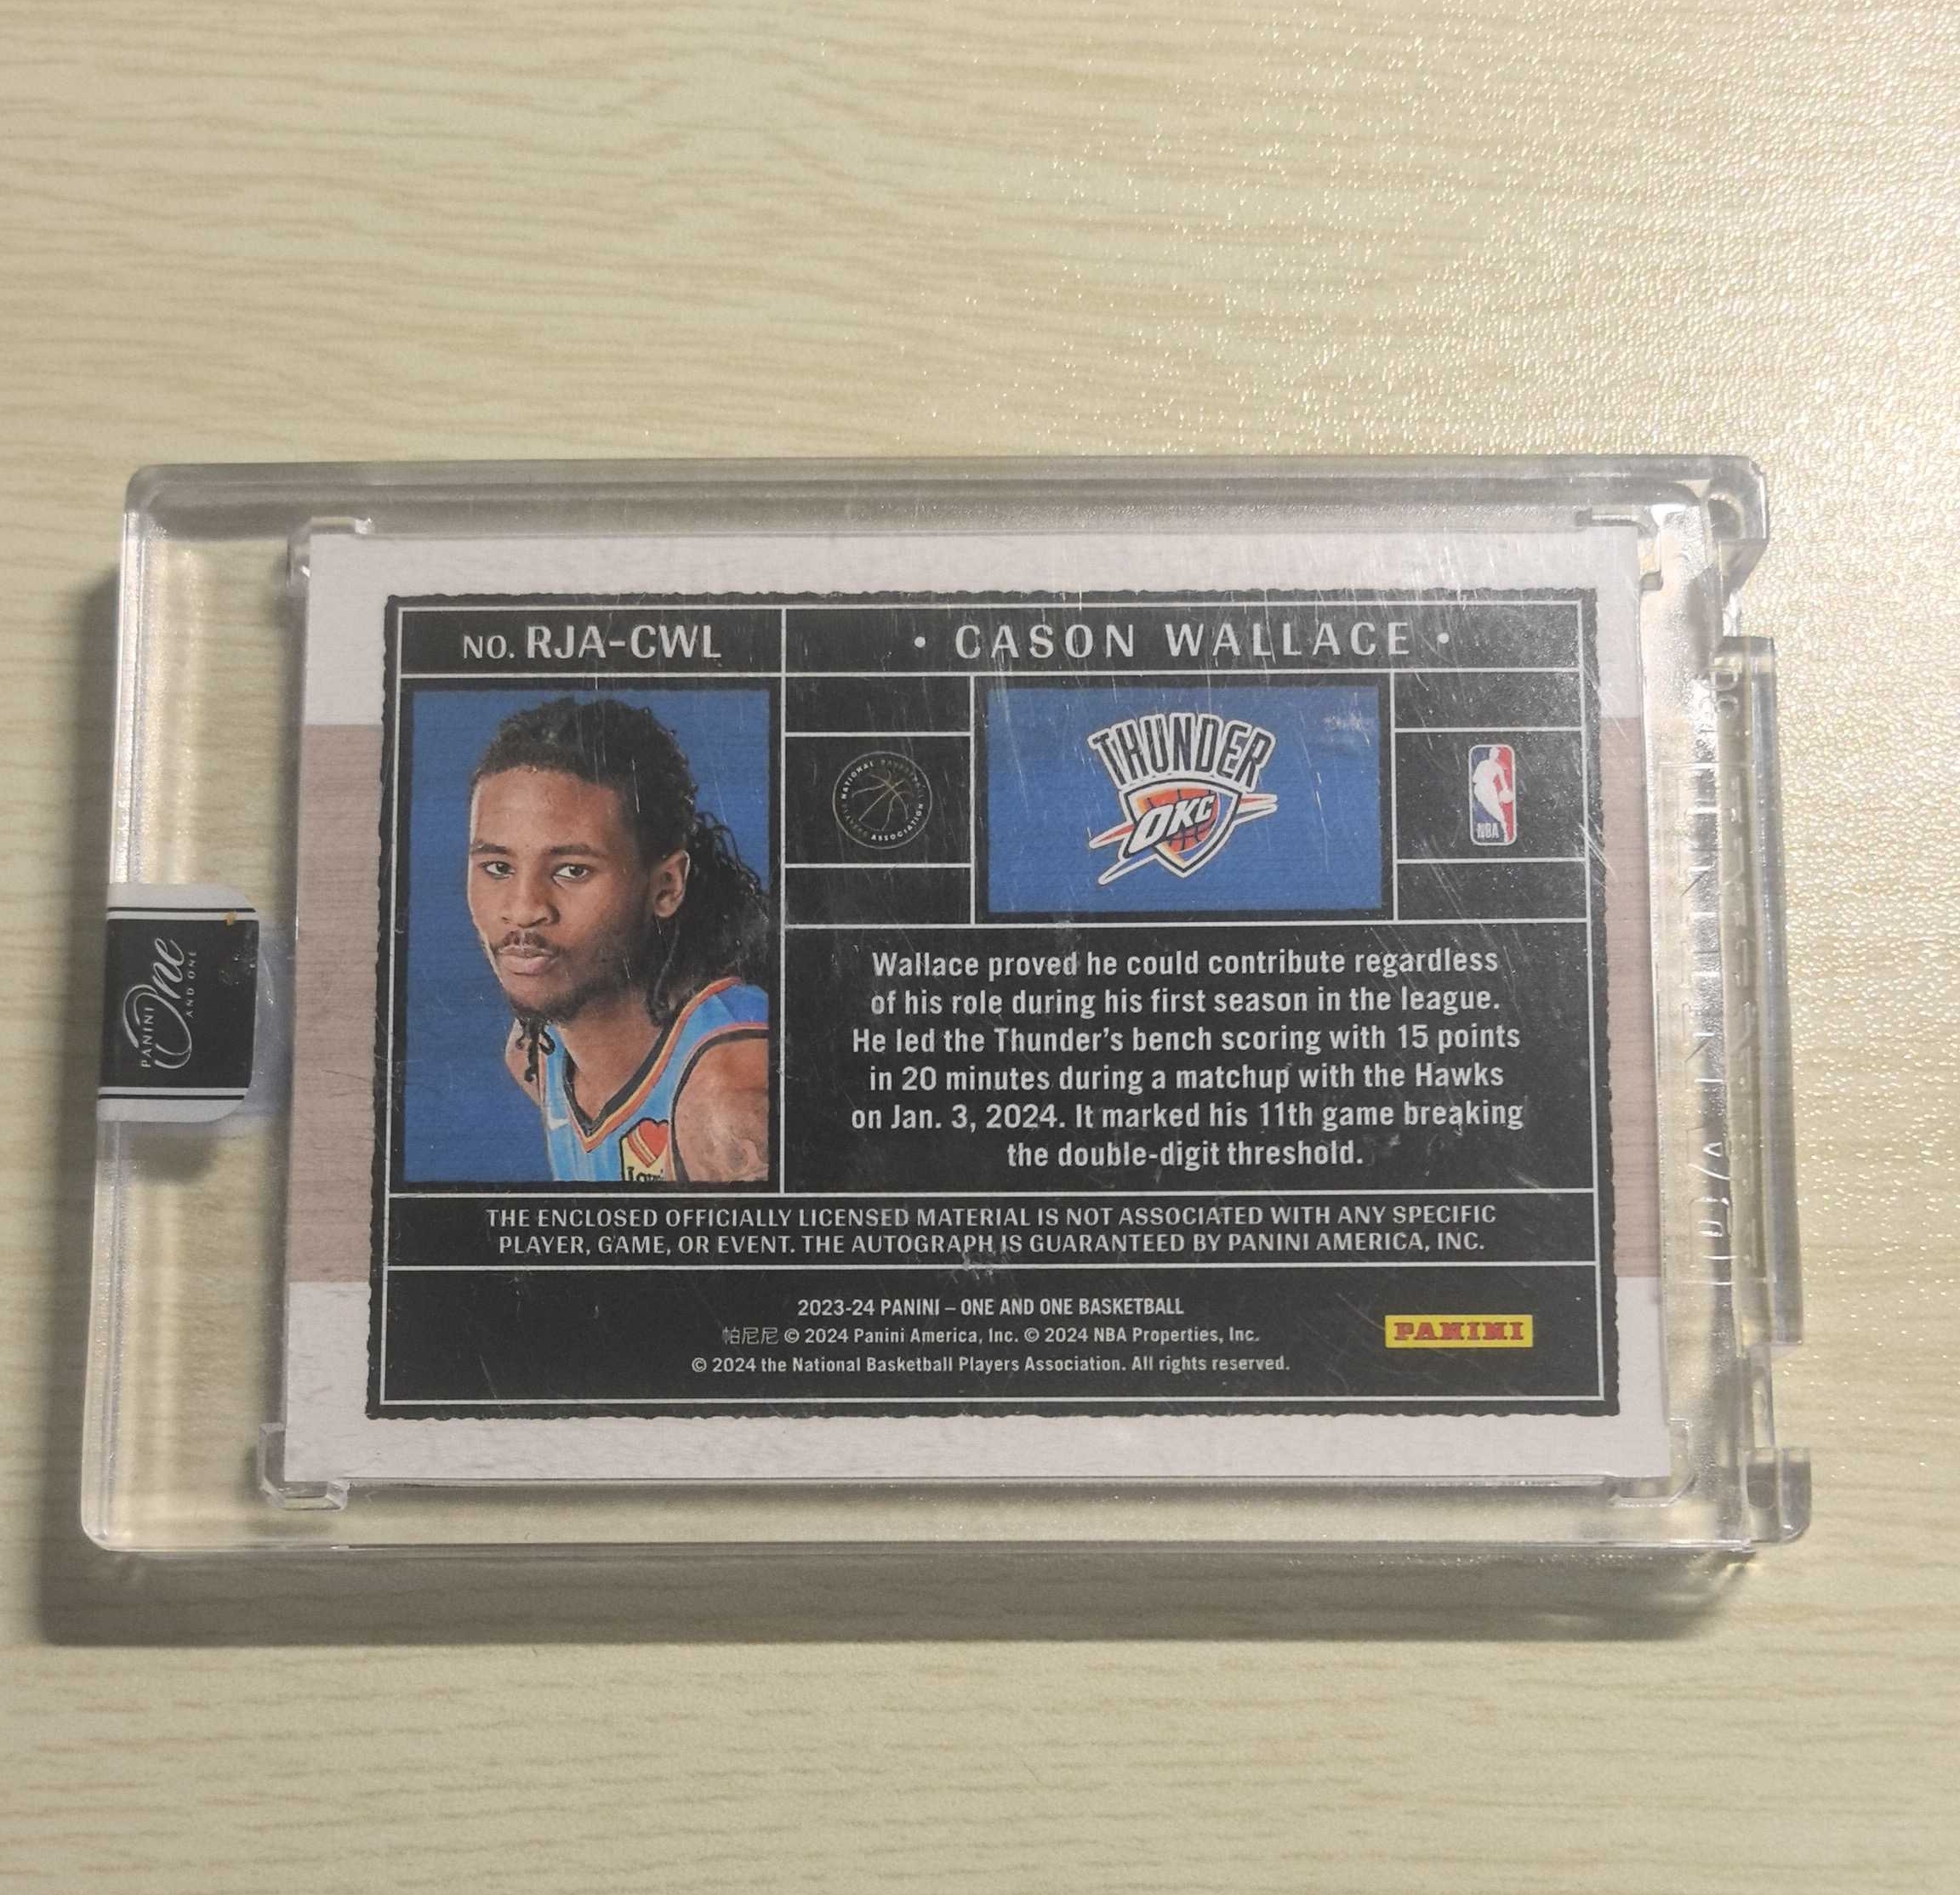 NO. RJA-CWL
• CASON WALLACE •
NATIONAL BASKETBALL PLAYERS ASSOCIATION
THUNDER
OKC
NBA
Wallace proved he could contribute regardless
of his role during his first season in the league.
He led the Thunder's bench scoring with 15 points
in 20 minutes during a matchup with the Hawks
on Jan. 3, 2024. It marked his 11th game breaking
the double-digit threshold.
THE ENCLOSED OFFICIALLY LICENSED MATERIAL IS NOT ASSOCIATED WITH ANY SPECIFIC
PLAYER, GAME, OR EVENT. THE AUTOGRAPH IS GUARANTEED BY PANINI AMERICA, INC.
2023-24 PANINI – ONE AND ONE BASKETBALL
帕尼尼 © 2024 Panini America, Inc. © 2024 NBA Properties, Inc.
© 2024 the National Basketball Players Association. All rights reserved.
PANINI
PANINI
One
AND ONE